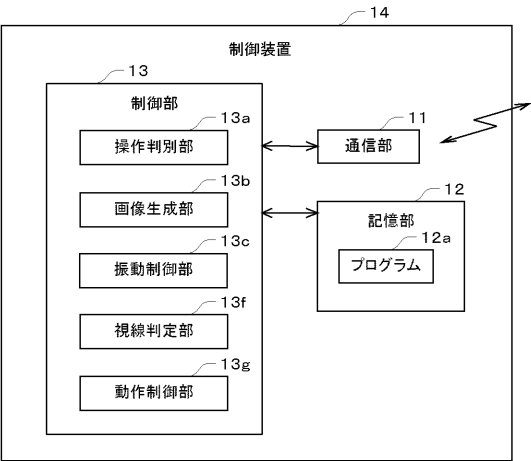 14
制御装置
13
制御部
13a
操作判別部
13b
画像生成部
13c
振動制御部
13f
視線判定部
13g
動作制御部
11
通信部
12
記憶部
12a
プログラム